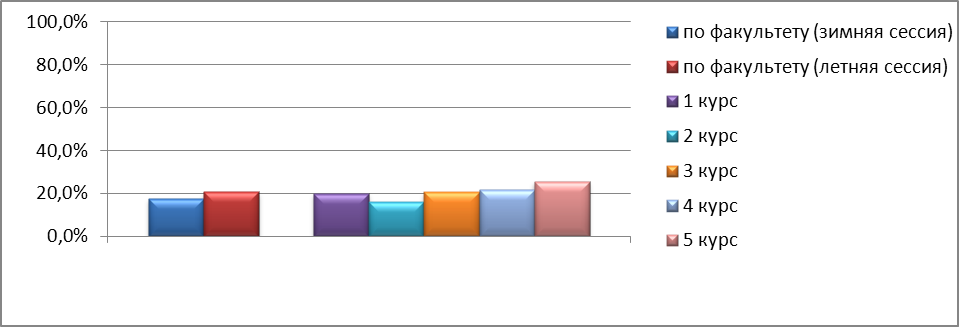 100,0%
80,0%
60,0%
40,0%
20,0%
0,0%
по факультету (зимняя сессия)
по факультету (летняя сессия)
1 курс
2 курс
3 курс
4 курс
5 курс